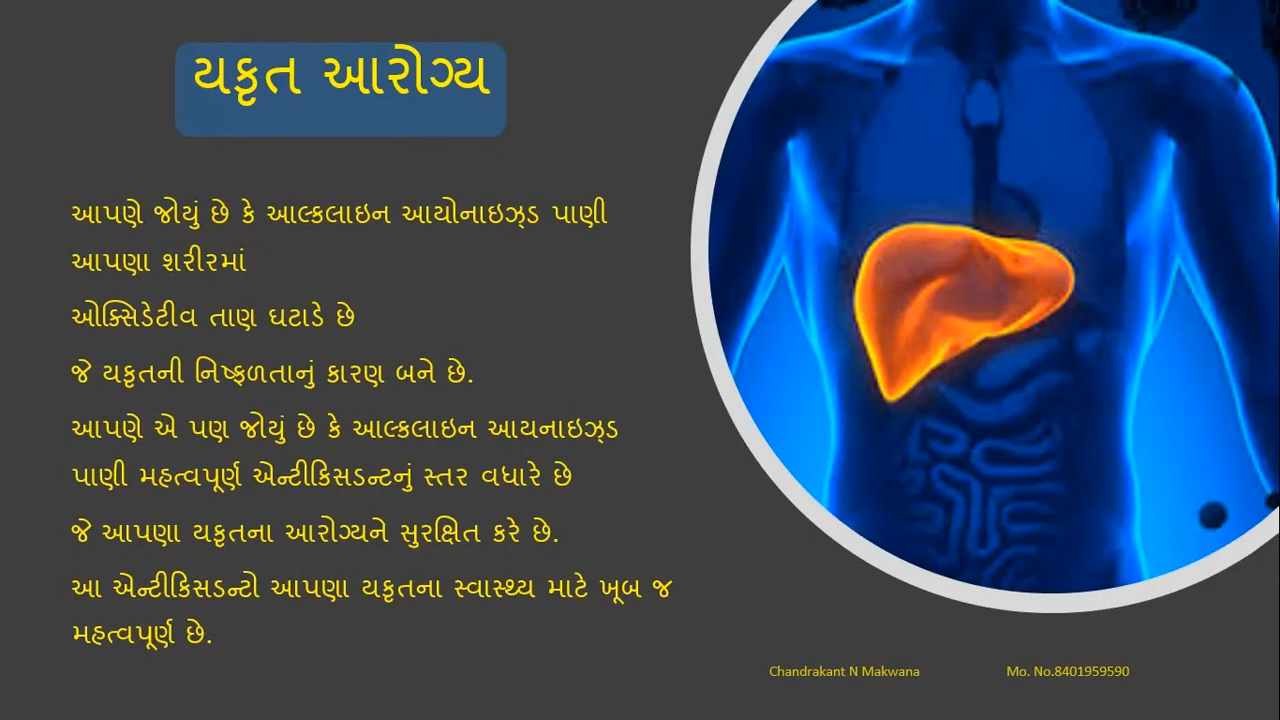 યકૃત આરોગ્ય
આપણે જોયું છે કે આલ્કલાઇન આયોનાઇઝ્ડ પાણી
આપણા શરીરમાં
ઓક્સિડેટીવ તાણ ઘટાડે છે
જે યકૃતની નિષ્ફળતાનું કારણ બને છે.
આપણે એ પણ જોયું છે કે આલ્કલાઇન આયનાઇઝ્ડ
પાણી મહત્વપૂર્ણ એન્ટીકિસડન્ટનું સ્તર વધારે છે
જે આપણા યકૃતના આરોગ્યને સુરક્ષિત કરે છે.
આ એન્ટીકિસડન્ટો આપણા યકૃતના સ્વાસ્થ્ય માટે ખૂબ જ
મહત્વપૂર્ણ છે.
Chandrakant N Makwana Mo. No.8401959590